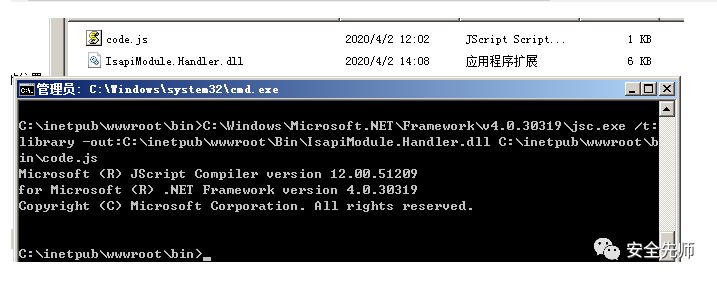 code.js 2020/4/2 12:02 JScript Script... 1 KB
IsapiModule.Handler.dll 2020/4/2 14:08 应用程序扩展 6 KB
管理员: C:\Windows\system32\cmd.exe
C:\inetpub\wwwroot\bin>C:\Windows\Microsoft.NET\Framework\v4.0.30319\jsc.exe /t:
library -out:C:\inetpub\wwwroot\Bin\IsapiModule.Handler.dll C:\inetpub\wwwroot\b
in\code.js
Microsoft (R) JScript Compiler version 12.00.51209
for Microsoft (R) .NET Framework version 4.0.30319
Copyright (C) Microsoft Corporation. All rights reserved.
C:\inetpub\wwwroot\bin>_
安全先师